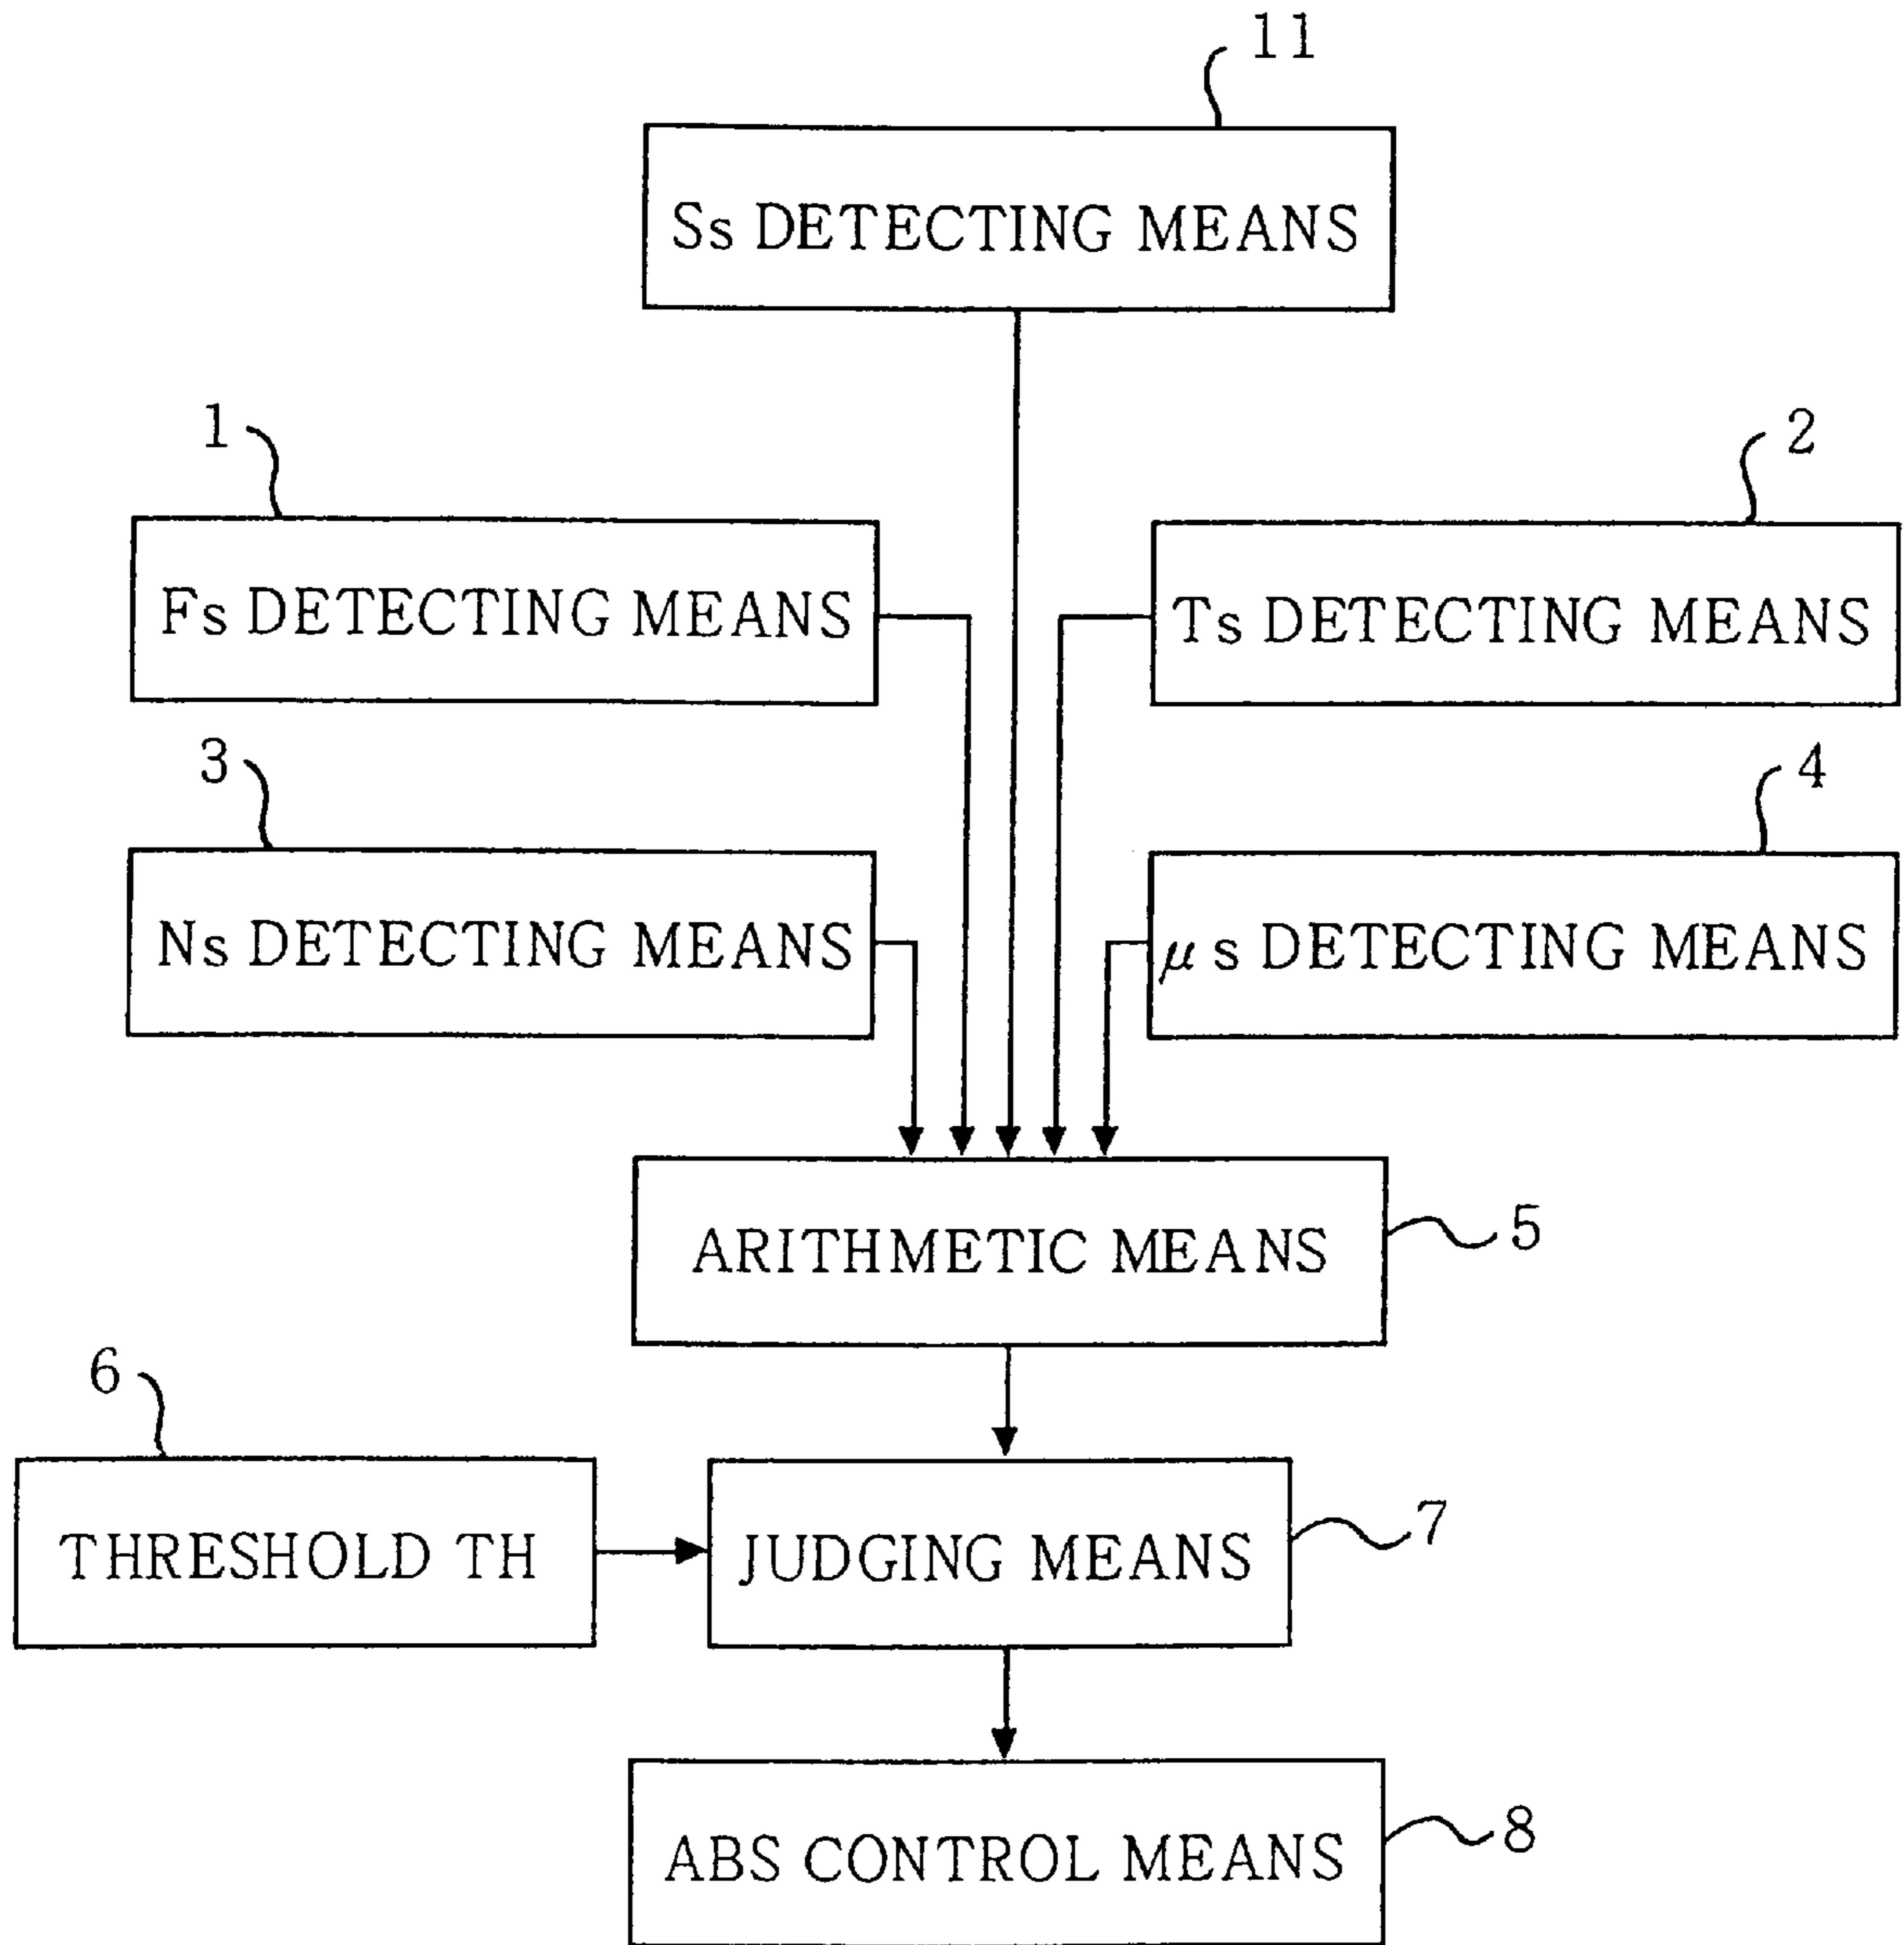 11
Ss DETECTING MEANS
1
2
Fs DETECTING MEANS
Ts DETECTING MEANS
3
4
Ns DETECTING MEANS
μs DETECTING MEANS
ARITHMETIC MEANS
5
6
THRESHOLD TH
JUDGING MEANS
7
ABS CONTROL MEANS
8